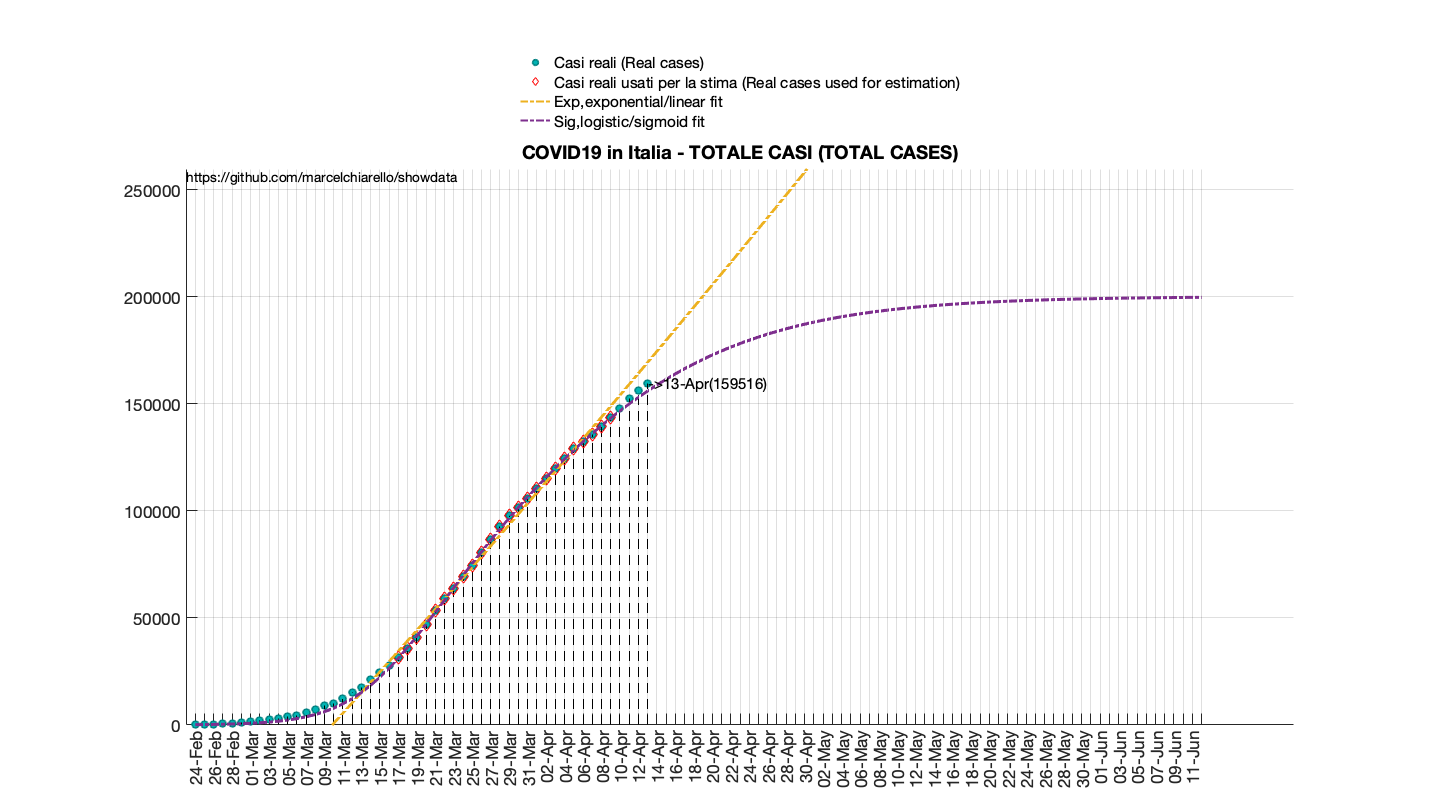 Casi reali (Real cases)
Casi reali usati per la stima (Real cases used for estimation)
Exp,exponential/linear fit
Sig,logistic/sigmoid fit
COVID19 in Italia - TOTALE CASI (TOTAL CASES)
https://github.com/marcelchiarello/showdata
250000
200000
150000
100000
50000
0
->13-Apr(159516)
24-Feb
26-Feb
28-Feb
01-Mar
03-Mar
05-Mar
07-Mar
09-Mar
11-Mar
13-Mar
15-Mar
17-Mar
19-Mar
21-Mar
23-Mar
25-Mar
27-Mar
29-Mar
31-Mar
02-Apr
04-Apr
06-Apr
08-Apr
10-Apr
12-Apr
14-Apr
16-Apr
18-Apr
20-Apr
22-Apr
24-Apr
26-Apr
28-Apr
30-Apr
02-May
04-May
06-May
08-May
10-May
12-May
14-May
16-May
18-May
20-May
22-May
24-May
26-May
28-May
30-May
01-Jun
03-Jun
05-Jun
07-Jun
09-Jun
11-Jun